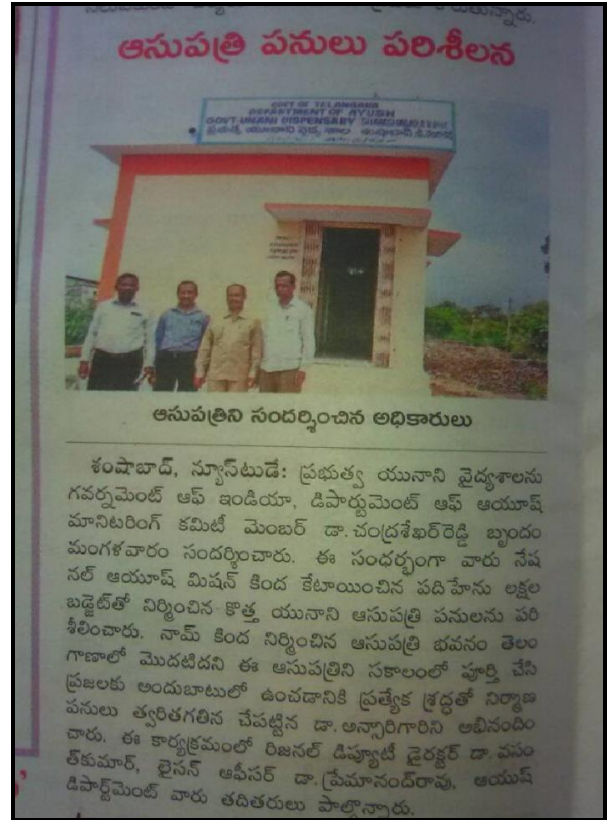 ఆసుపత్రి పనులు పరిశీలన
GOVT OF TELANGANA
DEPARTMENT OF AYUSH
GOVT UNANI DISPENSARY
ఆసుపత్రిని సందర్శించిన అధికారులు
శంషాబాద్, న్యూస్‌టుడే: ప్రభుత్వ యునాని వైద్యశాలను
గవర్నమెంట్ ఆఫ్ ఇండియా, డిపార్టుమెంట్ ఆఫ్ ఆయూష్
మానిటరింగ్ కమిటీ మెంబర్ డా.చంద్రశేఖర్‌రెడ్డి బృందం
మంగళవారం సందర్శించారు. ఈ సంధర్భంగా వారు నేష
నల్ ఆయూష్ మిషన్ కింద కేటాయించిన పదిహేను లక్షల
బడ్జెట్‌తో నిర్మించిన కొత్త యునాని ఆసుపత్రి పనులను పరి
శీలించారు. నామ్ కింద నిర్మించిన ఆసుపత్రి భవనం తెలం
గాణాలో మొదటిదని ఈ ఆసుపత్రిని సకాలంలో పూర్తి చేసి
ప్రజలకు అందుబాటులో ఉంచడానికి ప్రత్యేక శ్రద్ధతో నిర్మాణ
పనులు త్వరితగతిన చేపట్టిన డా.అన్సారిగారిని అభినందిం
చారు. ఈ కార్యక్రమంలో రిజనల్ డిప్యూటీ డైరక్టర్ డా.వసం
త్‌కుమార్, లైసన్ ఆఫీసర్ డా.ప్రేమానంద్‌రావు, ఆయుష్
డిపార్ట్‌మెంట్ వారు తదితరులు పాల్గొన్నారు.